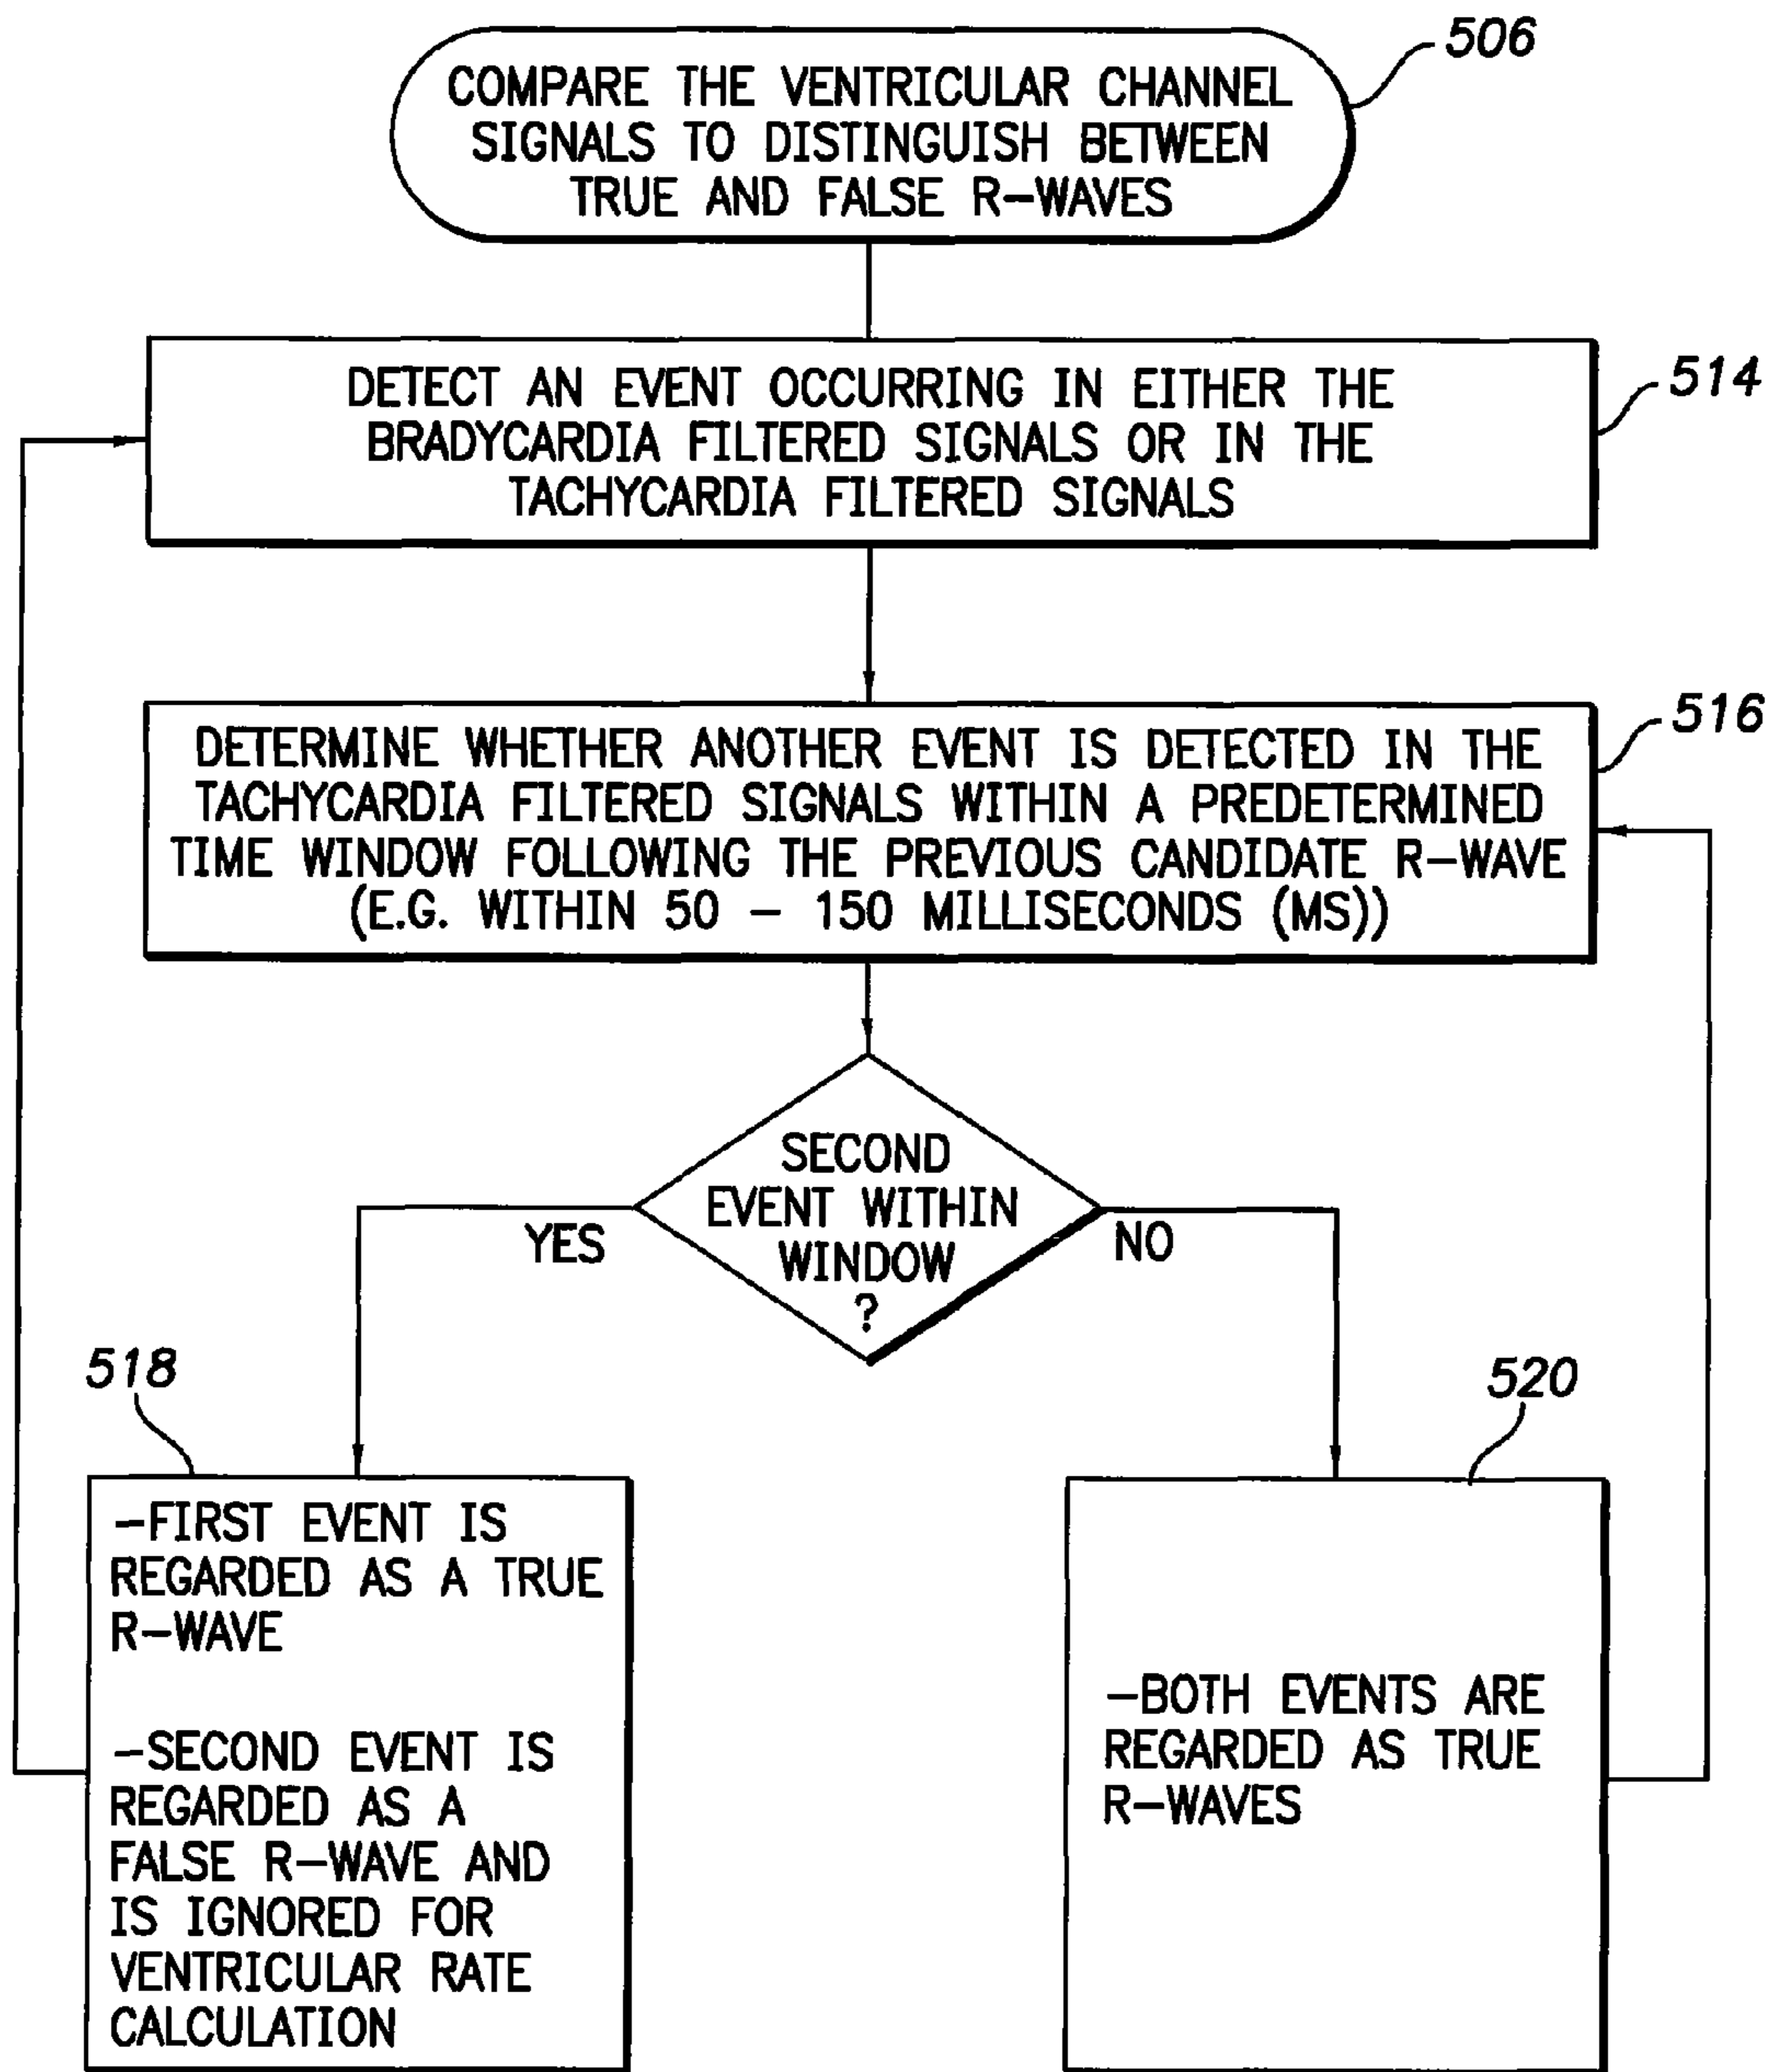 506
COMPARE THE VENTRICULAR CHANNEL
SIGNALS TO DISTINGUISH BETWEEN
TRUE AND FALSE R-WAVES
514
DETECT AN EVENT OCCURRING IN EITHER THE
BRADYCARDIA FILTERED SIGNALS OR IN THE
TACHYCARDIA FILTERED SIGNALS
516
DETERMINE WHETHER ANOTHER EVENT IS DETECTED IN THE
TACHYCARDIA FILTERED SIGNALS WITHIN A PREDETERMINED
TIME WINDOW FOLLOWING THE PREVIOUS CANDIDATE R-WAVE
(E.G. WITHIN 50 – 150 MILLISECONDS (MS))
SECOND
EVENT WITHIN
WINDOW
?
YES
NO
518
-FIRST EVENT IS
REGARDED AS A TRUE
R-WAVE
-SECOND EVENT IS
REGARDED AS A
FALSE R-WAVE AND
IS IGNORED FOR
VENTRICULAR RATE
CALCULATION
520
-BOTH EVENTS ARE
REGARDED AS TRUE
R-WAVES